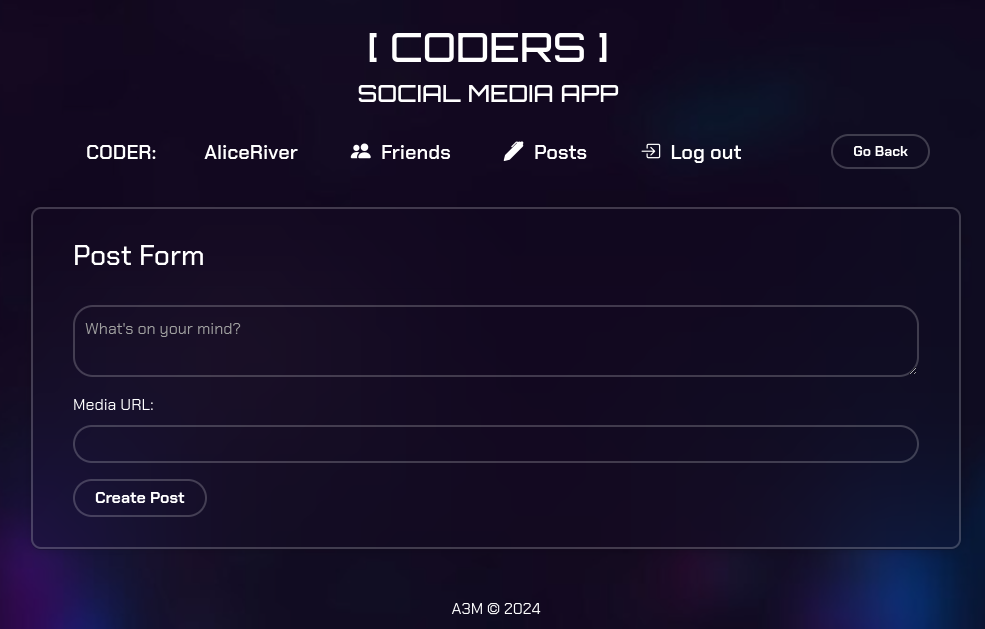 [ CODERS ]
SOCIAL MEDIA APP
CODER: AliceRiver Friends Posts Log out Go Back
Post Form
What's on your mind?
Media URL:
Create Post
A3M © 2024